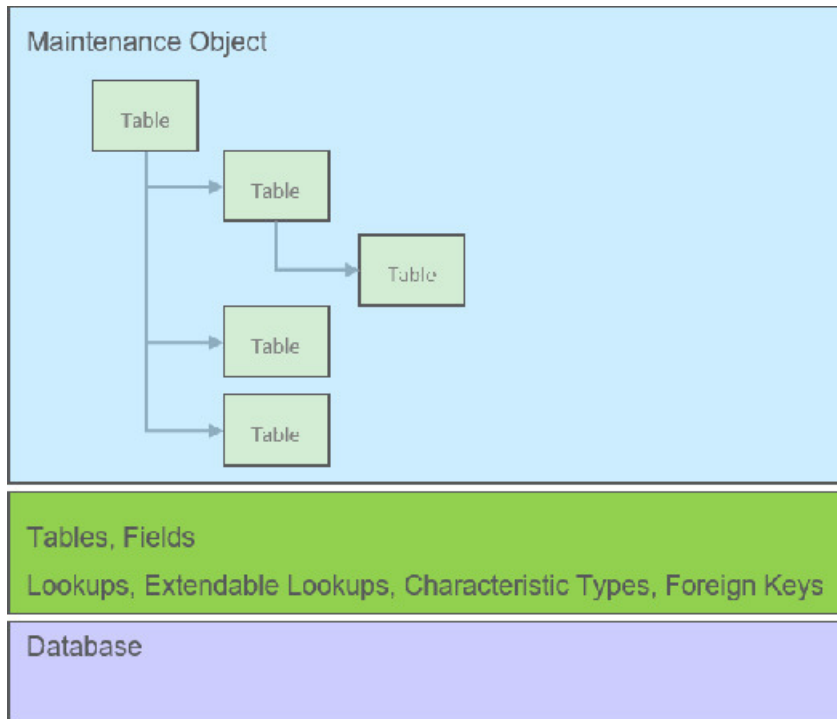 Maintenance Object
Table
Table
Table
Table
Table
Tables, Fields
Lookups, Extendable Lookups, Characteristic Types, Foreign Keys
Database